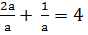 2a/a + 1/a = 4